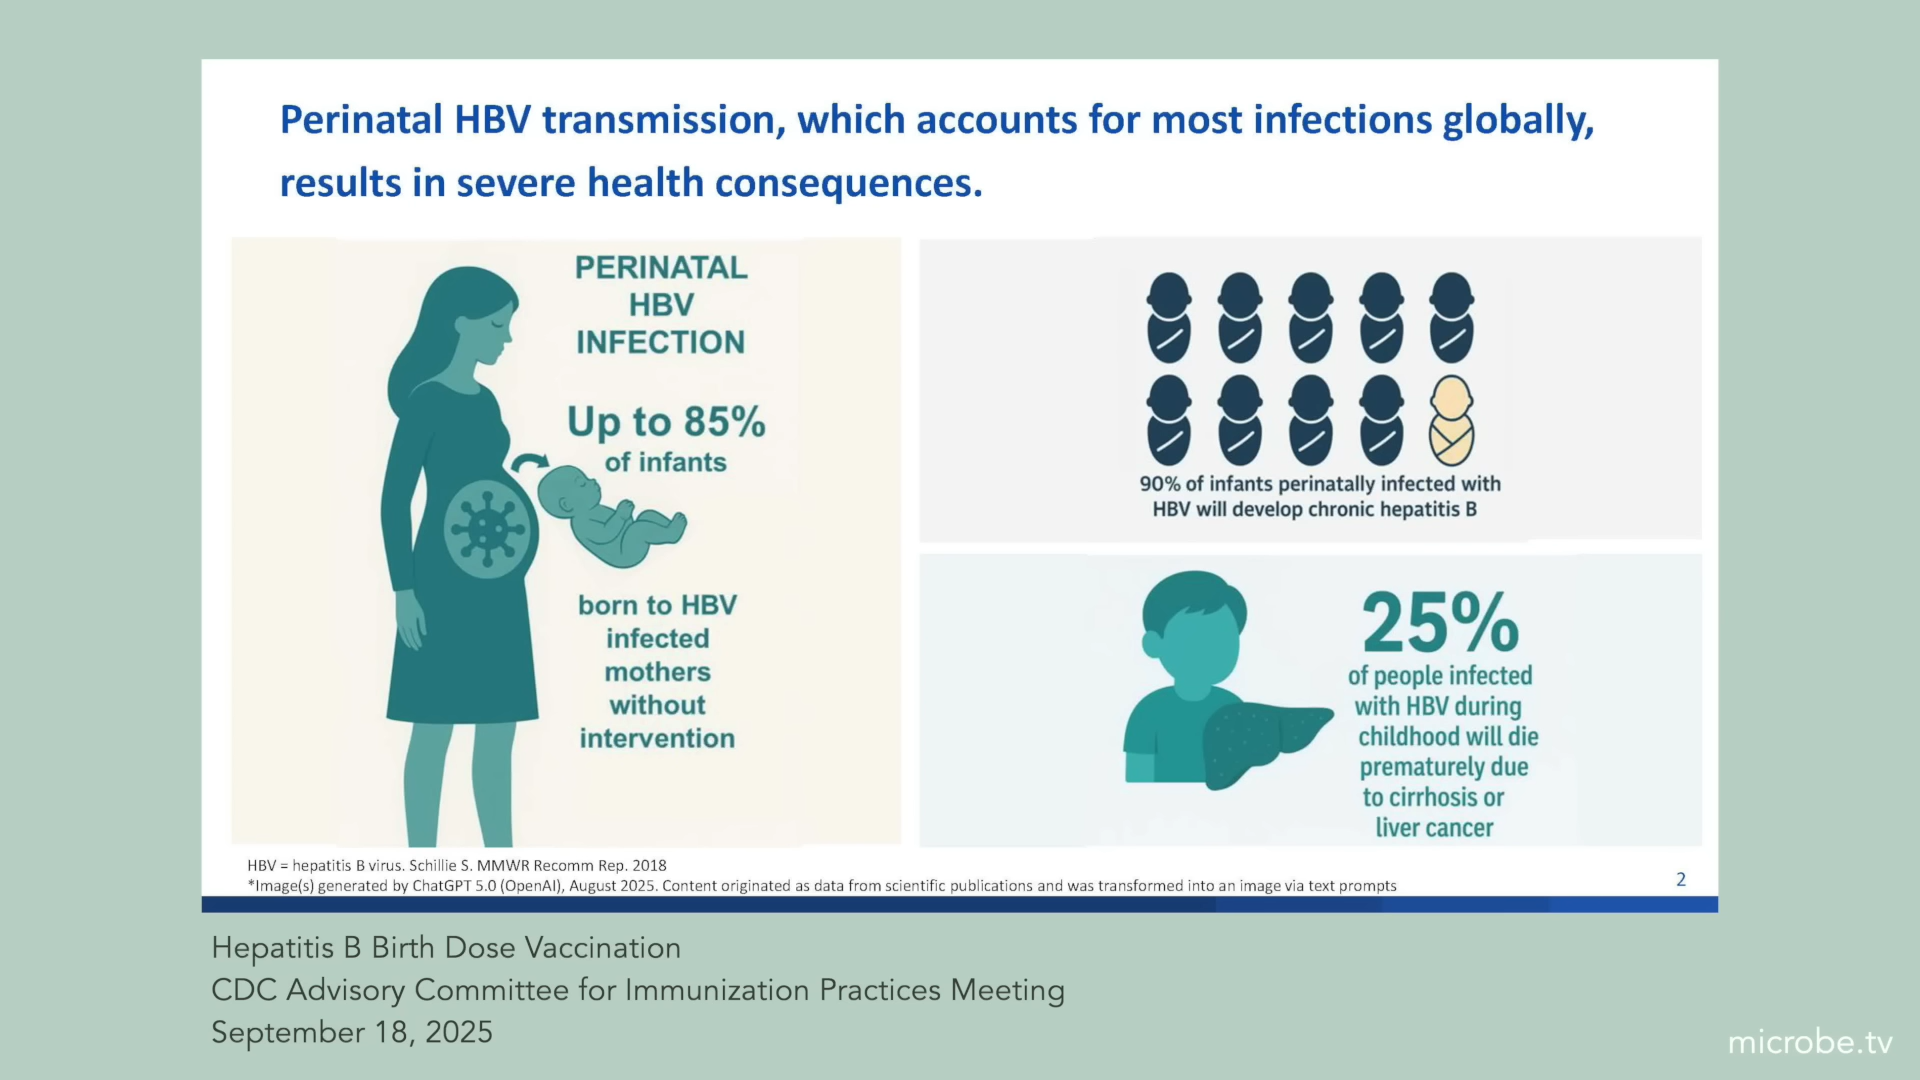 Perinatal HBV transmission, which accounts for most infections globally,
results in severe health consequences.
PERINATAL
HBV
INFECTION
Up to 85%
of infants
born to HBV
infected
mothers
without
intervention
90% of infants perinatally infected with
HBV will develop chronic hepatitis B
25%
of people infected
with HBV during
childhood will die
prematurely due
to cirrhosis or
liver cancer
HBV = hepatitis B virus. Schillie S. MMWR Recomm Rep. 2018
*Image(s) generated by ChatGPT 5.0 (OpenAI), August 2025. Content originated as data from scientific publications and was transformed into an image via text prompts
2
Hepatitis B Birth Dose Vaccination
CDC Advisory Committee for Immunization Practices Meeting
September 18, 2025
microbe.tv